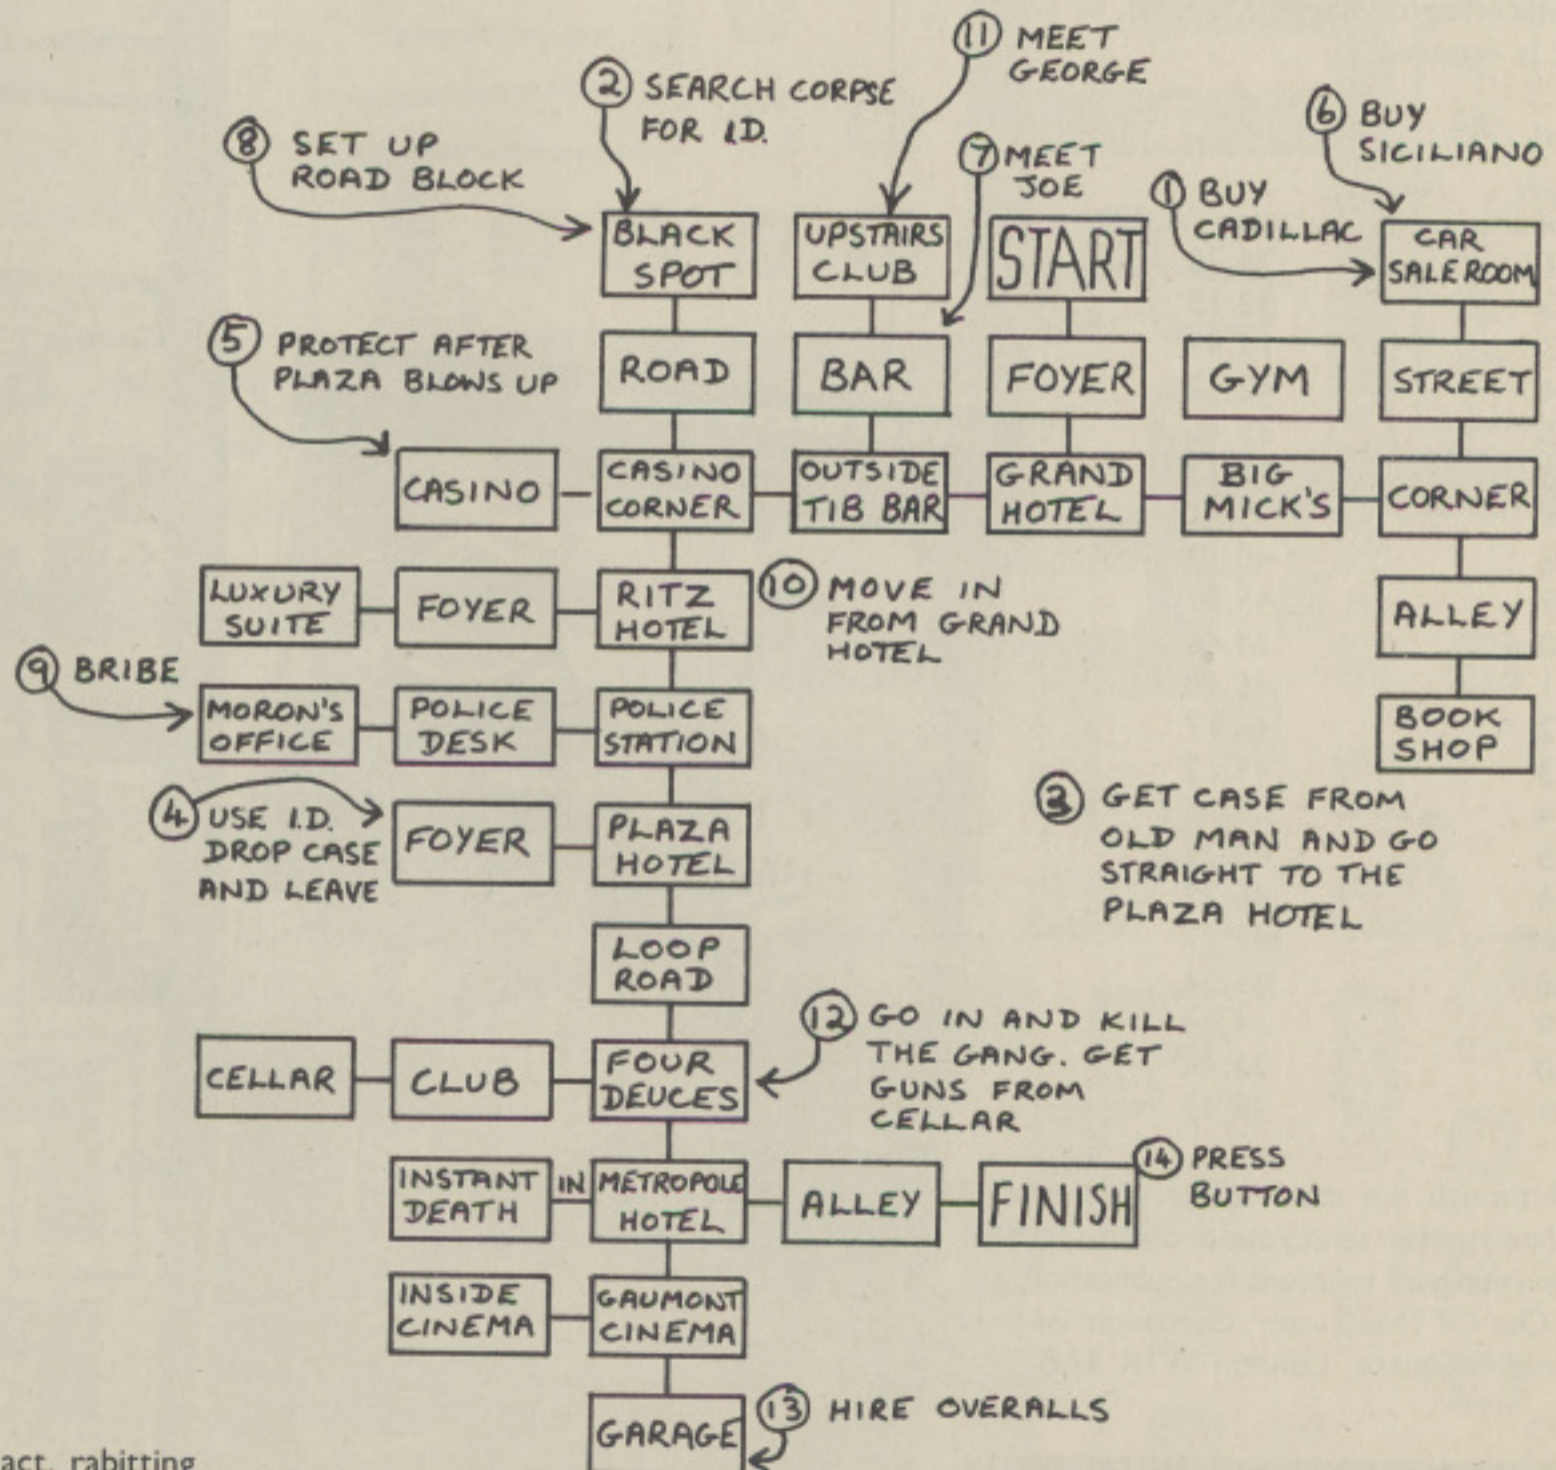 11 MEET
GEORGE
2 SEARCH CORPSE
FOR I.D.
6 BUY
SICILIANO
8 SET UP
ROAD BLOCK
7 MEET
JOE
1 BUY
CADILLAC
BLACK
SPOT
UPSTAIRS
CLUB
START
CAR
SALEROOM
5 PROTECT AFTER
PLAZA BLOWS UP
ROAD
BAR
FOYER
GYM
STREET
CASINO
CASINO
CORNER
OUTSIDE
TIB BAR
GRAND
HOTEL
BIG
MICK'S
CORNER
LUXURY
SUITE
FOYER
RITZ
HOTEL
10 MOVE IN
FROM GRAND
HOTEL
ALLEY
9 BRIBE
MORON'S
OFFICE
POLICE
DESK
POLICE
STATION
BOOK
SHOP
4 USE I.D.
DROP CASE
AND LEAVE
FOYER
PLAZA
HOTEL
3 GET CASE FROM
OLD MAN AND GO
STRAIGHT TO THE
PLAZA HOTEL
LOOP
ROAD
CELLAR
CLUB
FOUR
DEUCES
12 GO IN AND KILL
THE GANG. GET
GUNS FROM
CELLAR
INSTANT
DEATH
IN
METROPOLE
HOTEL
ALLEY
FINISH
14 PRESS
BUTTON
INSIDE
CINEMA
GAUMONT
CINEMA
GARAGE
13 HIRE OVERALLS
act, rabitting